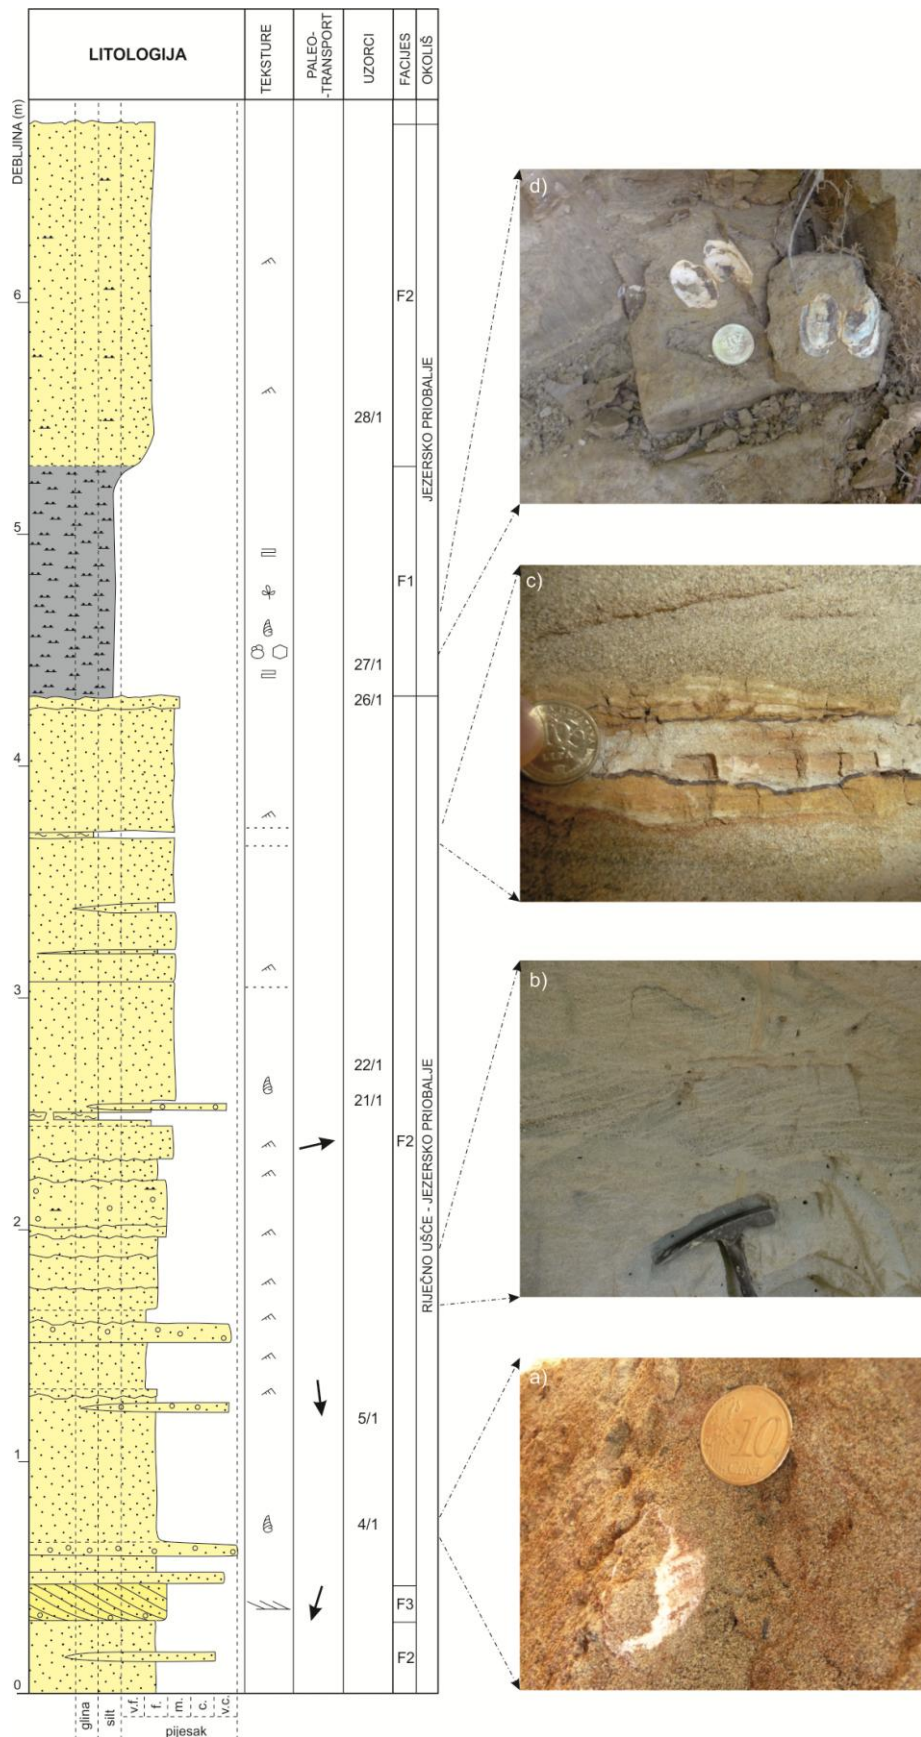 LITOLOGIJA
TEKSTURE
PALEO-
-TRANSPORT
UZORCI
FACIJES
OKOLIŠ
DEBLJINA (m)
d)
6
F2
28/1
JEZERSKO PRIOBALJE
5
F1
c)
27/1
26/1
4
3
b)
22/1
21/1
F2
RIJEČNO UŠĆE - JEZERSKO PRIOBALJE
2
a)
10
5/1
1
4/1
F3
F2
0
glina
silt
v.f.
f.
m.
c.
v.c.
pijesak